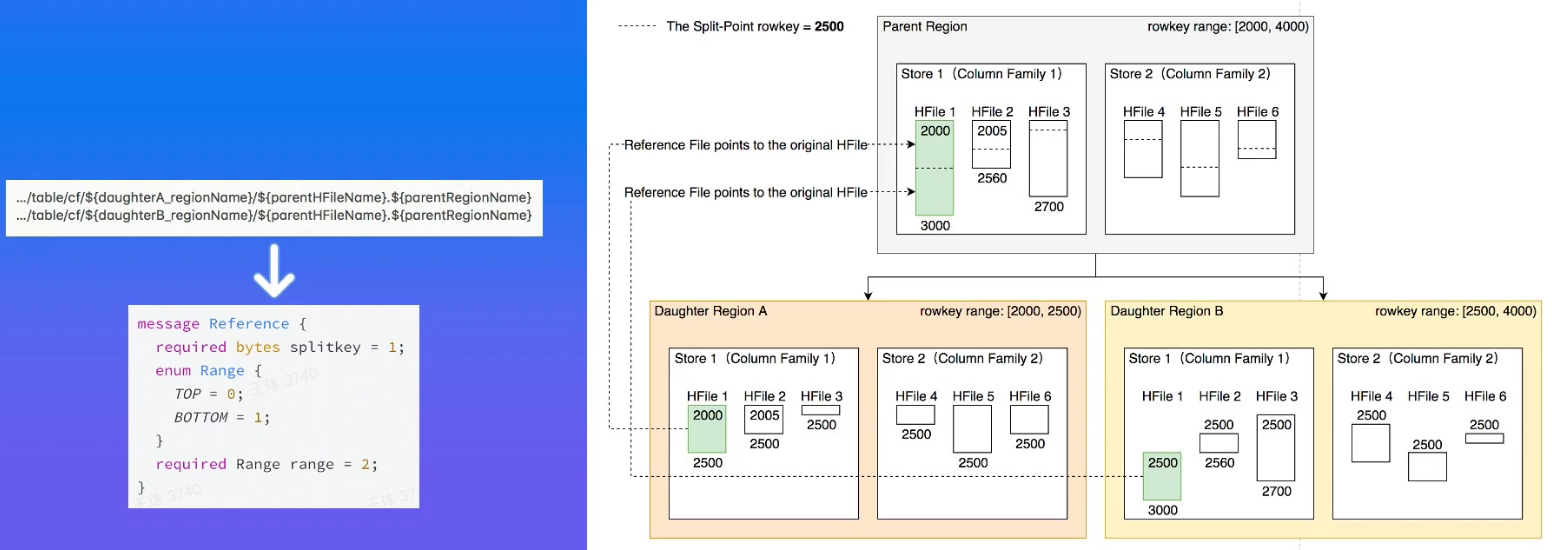 .../table/cf/${daughterA_regionName}/${parentHFileName}.${parentRegionName}
.../table/cf/${daughterB_regionName}/${parentHFileName}.${parentRegionName}
message Reference {
required bytes splitkey = 1;
enum Range {
TOP = 0;
BOTTOM = 1;
}
required Range range = 2;
}
王玮 3740
王玮 3740
王玮 37
The Split-Point rowkey = 2500
Parent Region
rowkey range: [2000, 4000)
Store 1（Column Family 1）
HFile 1
HFile 2
HFile 3
2000
2005
2560
2700
3000
Store 2（Column Family 2）
HFile 4
HFile 5
HFile 6
Reference File points to the original HFile
Reference File points to the original HFile
Daughter Region A
rowkey range: [2000, 2500)
Store 1（Column Family 1）
HFile 1
HFile 2
HFile 3
2000
2005
2500
2500
2500
Store 2（Column Family 2）
HFile 4
HFile 5
HFile 6
2500
2500
2500
Daughter Region B
rowkey range: [2500, 4000)
Store 1（Column Family 1）
HFile 1
HFile 2
HFile 3
2500
2500
2500
2560
2700
3000
Store 2（Column Family 2）
HFile 4
HFile 5
HFile 6
2500
2500
2500